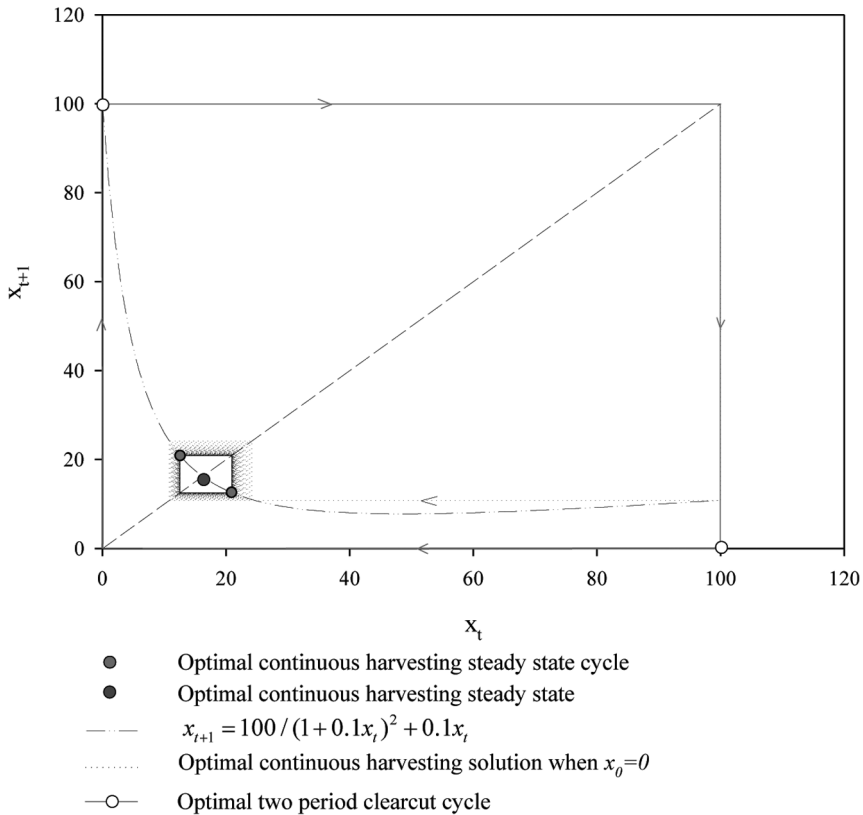 120
100
80
60
40
20
0
x_{t+1}
0 20 40 60 80 100 120
x_t
Optimal continuous harvesting steady state cycle
Optimal continuous harvesting steady state
x_{t+1} = 100 / (1 + 0.1x_t)^2 + 0.1x_t
Optimal continuous harvesting solution when x_0=0
Optimal two period clearcut cycle